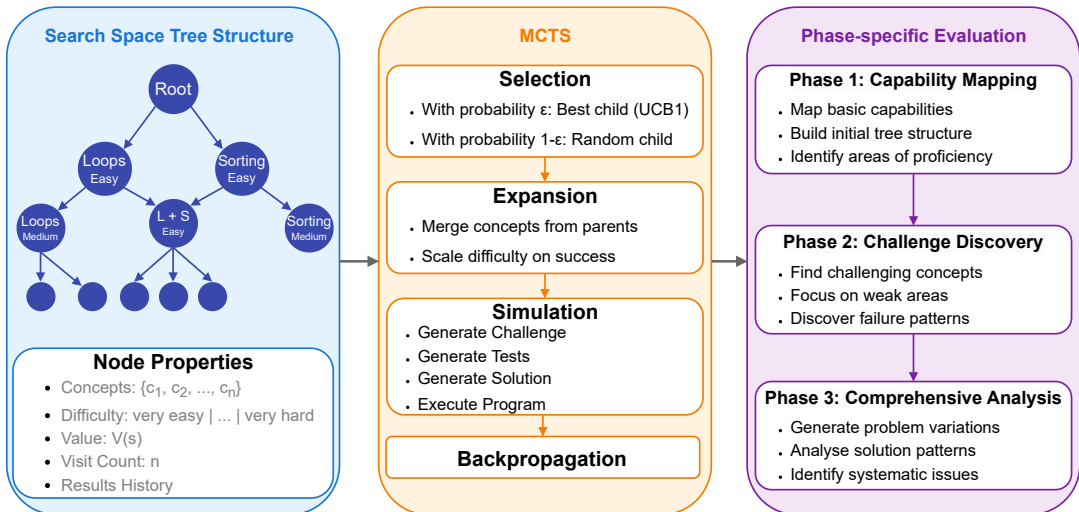 Search Space Tree Structure
Root
Loops
Easy
Sorting
Easy
Loops
Medium
L + S
Easy
Sorting
Medium
Node Properties
• Concepts: {c1, c2, ..., cn}
• Difficulty: very easy | ... | very hard
• Value: V(s)
• Visit Count: n
• Results History
MCTS
Selection
• With probability ε: Best child (UCB1)
• With probability 1-ε: Random child
Expansion
• Merge concepts from parents
• Scale difficulty on success
Simulation
• Generate Challenge
• Generate Tests
• Generate Solution
• Execute Program
Backpropagation
Phase-specific Evaluation
Phase 1: Capability Mapping
• Map basic capabilities
• Build initial tree structure
• Identify areas of proficiency
Phase 2: Challenge Discovery
• Find challenging concepts
• Focus on weak areas
• Discover failure patterns
Phase 3: Comprehensive Analysis
• Generate problem variations
• Analyse solution patterns
• Identify systematic issues